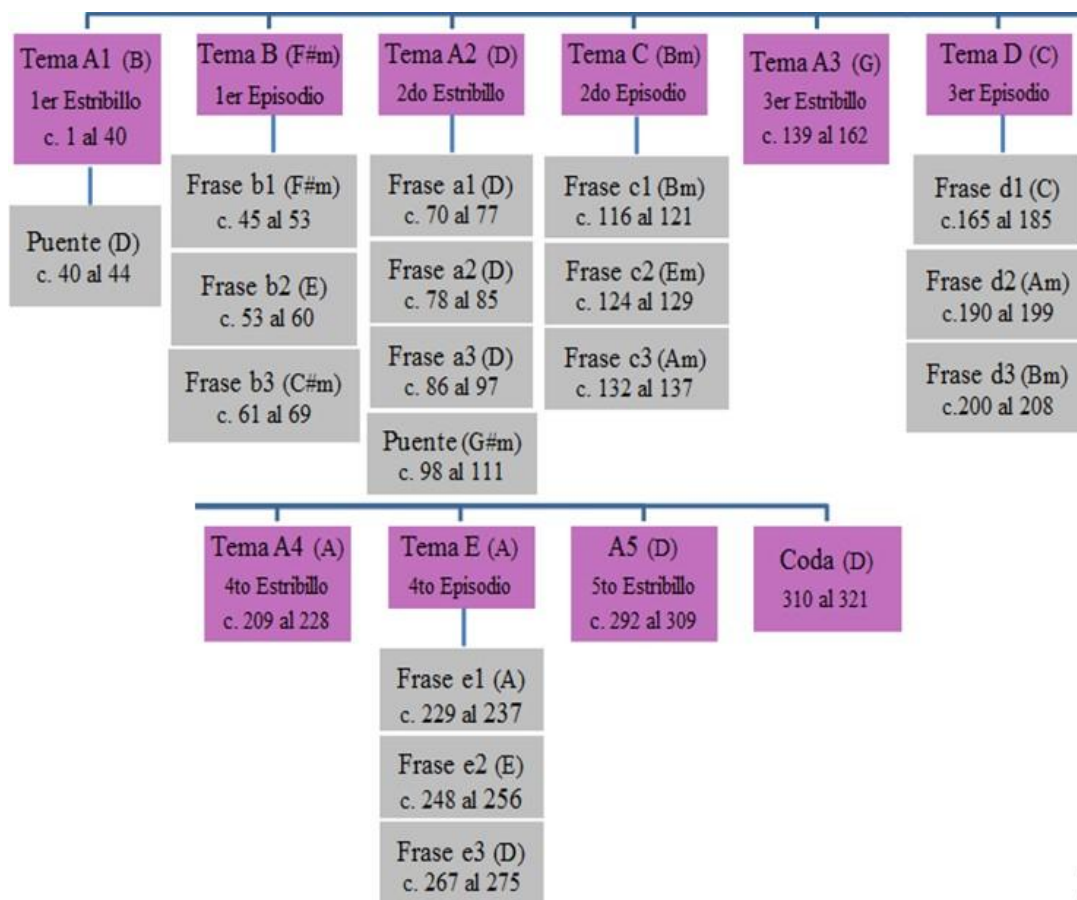 Tema A1 (B)
1er Estribillo
c. 1 al 40
Puente (D)
c. 40 al 44
Tema B (F#m)
1er Episodio
Frase b1 (F#m)
c. 45 al 53
Frase b2 (E)
c. 53 al 60
Frase b3 (C#m)
c. 61 al 69
Tema A2 (D)
2do Estribillo
Frase a1 (D)
c. 70 al 77
Frase a2 (D)
c. 78 al 85
Frase a3 (D)
c. 86 al 97
Puente (G#m)
c. 98 al 111
Tema C (Bm)
2do Episodio
Frase c1 (Bm)
c. 116 al 121
Frase c2 (Em)
c. 124 al 129
Frase c3 (Am)
c. 132 al 137
Tema A3 (G)
3er Estribillo
c. 139 al 162
Tema D (C)
3er Episodio
Frase d1 (C)
c.165 al 185
Frase d2 (Am)
c.190 al 199
Frase d3 (Bm)
c.200 al 208
Tema A4 (A)
4to Estribillo
c. 209 al 228
Tema E (A)
4to Episodio
Frase e1 (A)
c. 229 al 237
Frase e2 (E)
c. 248 al 256
Frase e3 (D)
c. 267 al 275
A5 (D)
5to Estribillo
c. 292 al 309
Coda (D)
310 al 321